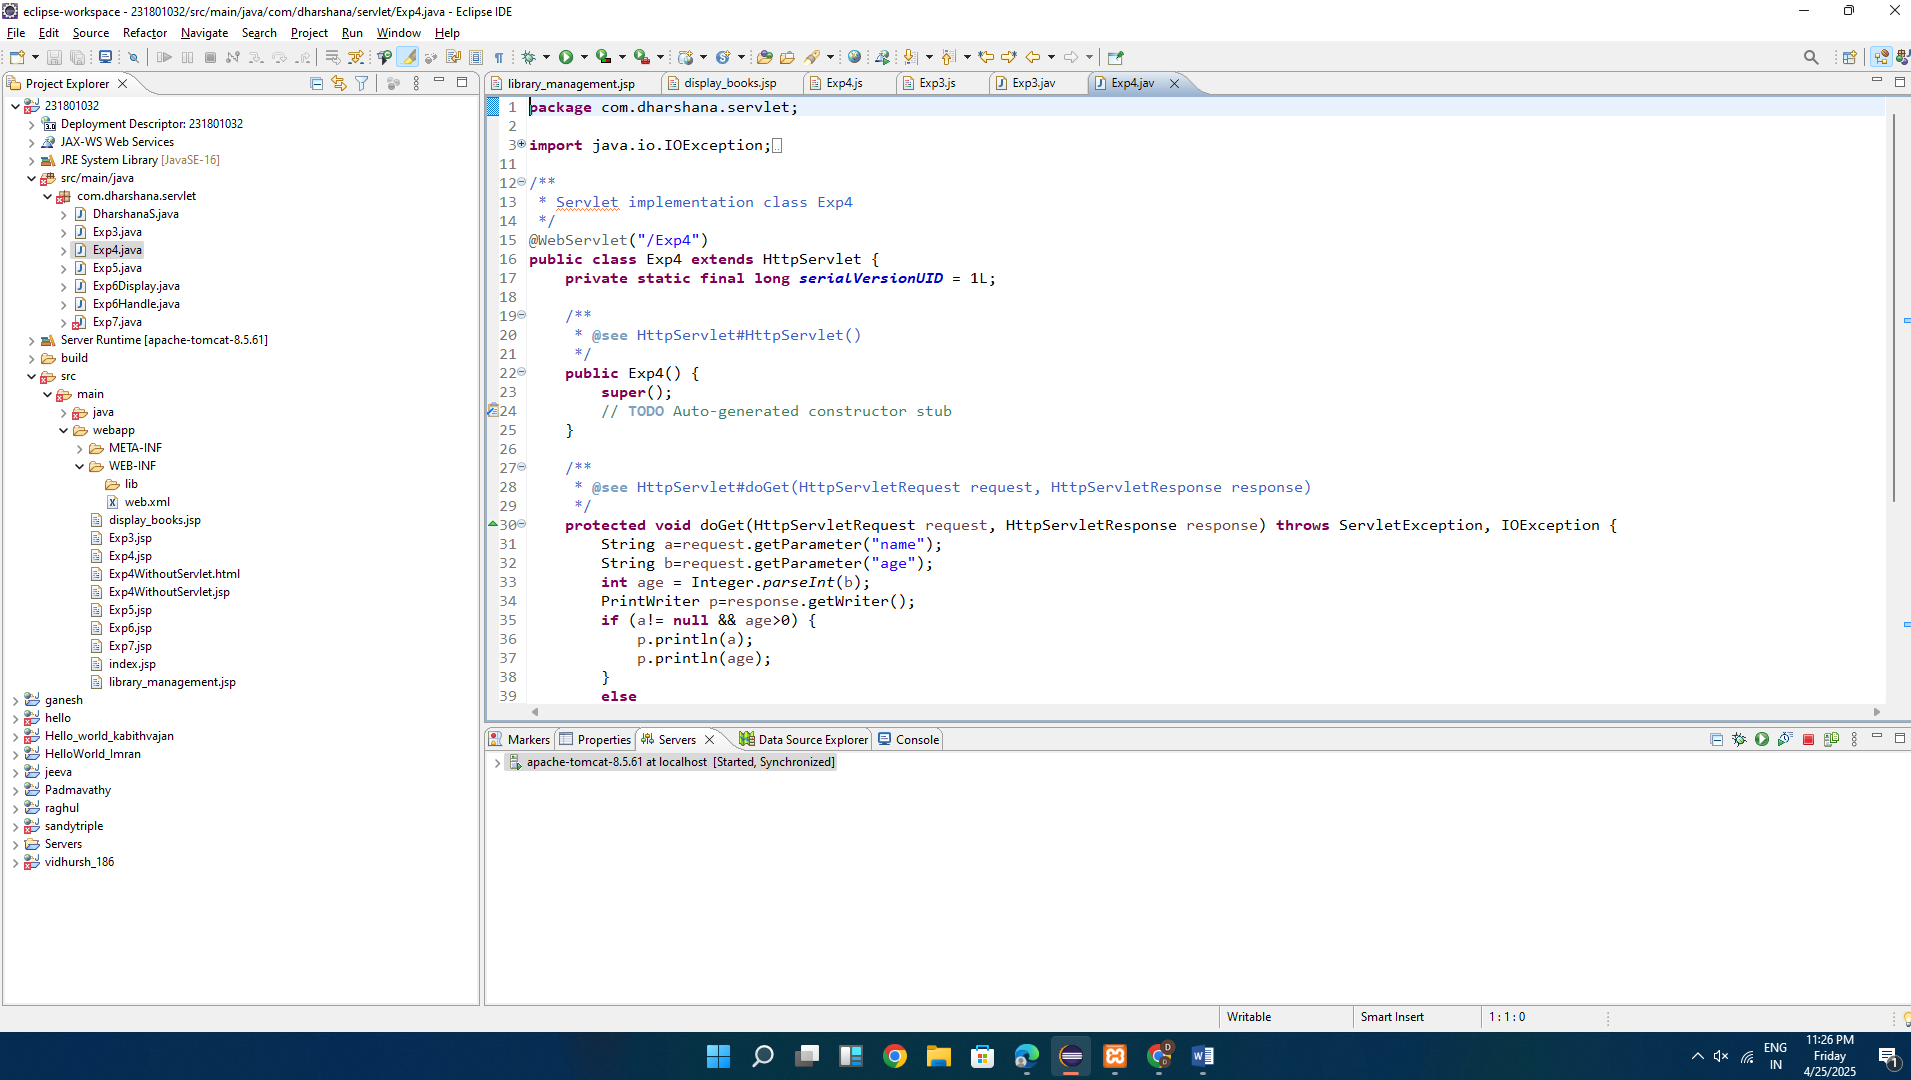 eclipse-workspace - 231801032/src/main/java/com/dharshana/servlet/Exp4.java - Eclipse IDE
File Edit Source Refactor Navigate Search Project Run Window Help
Project Explorer
231801032
Deployment Descriptor: 231801032
JAX-WS Web Services
JRE System Library [JavaSE-16]
src/main/java
com.dharshana.servlet
DharshanaS.java
Exp3.java
Exp4.java
Exp5.java
Exp6Display.java
Exp6Handle.java
Exp7.java
Server Runtime [apache-tomcat-8.5.61]
build
src
main
java
webapp
META-INF
WEB-INF
lib
web.xml
display_books.jsp
Exp3.jsp
Exp4.jsp
Exp4WithoutServlet.html
Exp4WithoutServlet.jsp
Exp5.jsp
Exp6.jsp
Exp7.jsp
index.jsp
library_management.jsp
ganesh
hello
Hello_world_kabithvajan
HelloWorld_Imran
jeeva
Padmavathy
raghul
sandytriple
Servers
vidhursh_186
library_management.jsp display_books.jsp Exp4.js Exp3.js Exp3.jav Exp4.jav
1 package com.dharshana.servlet;
2
3 import java.io.IOException;
11
12 /**
13 * Servlet implementation class Exp4
14 */
15 @WebServlet("/Exp4")
16 public class Exp4 extends HttpServlet {
17 private static final long serialVersionUID = 1L;
18
19 /**
20 * @see HttpServlet#HttpServlet()
21 */
22 public Exp4() {
23 super();
24 // TODO Auto-generated constructor stub
25 }
26
27 /**
28 * @see HttpServlet#doGet(HttpServletRequest request, HttpServletResponse response)
29 */
30 protected void doGet(HttpServletRequest request, HttpServletResponse response) throws ServletException, IOException {
31 String a=request.getParameter("name");
32 String b=request.getParameter("age");
33 int age = Integer.parseInt(b);
34 PrintWriter p=response.getWriter();
35 if (a!= null && age>0) {
36 p.println(a);
37 p.println(age);
38 }
39 else
Markers Properties Servers Data Source Explorer Console
apache-tomcat-8.5.61 at localhost [Started, Synchronized]
Writable Smart Insert 1 : 1 : 0
ENG
IN
11:26 PM
Friday
4/25/2025
1